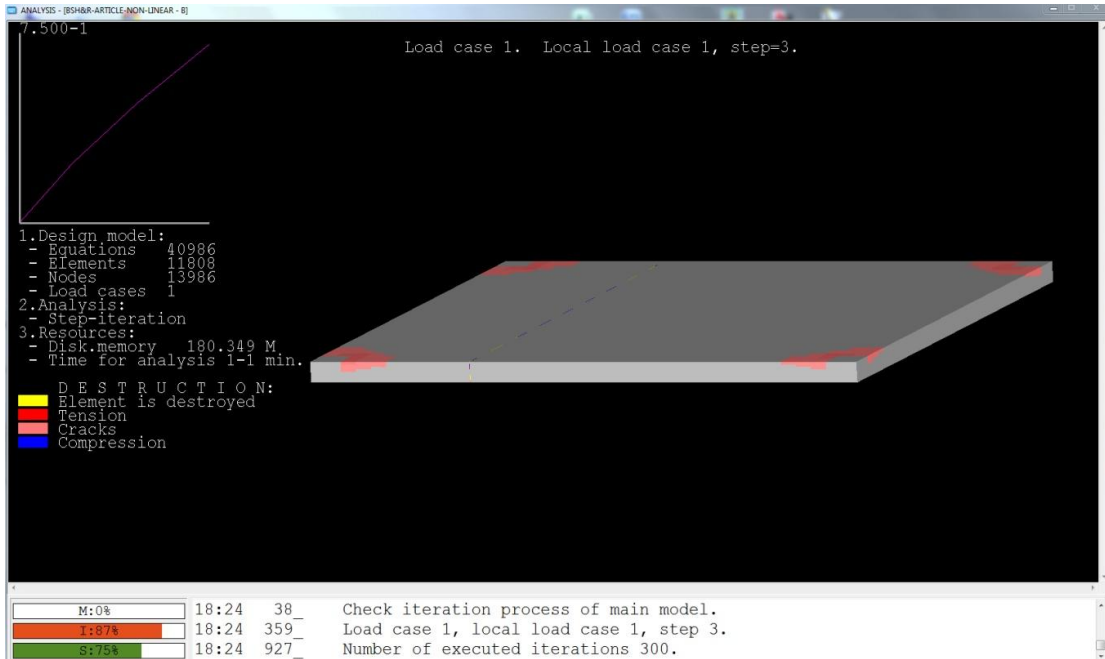 ANALYSIS - [BSH&R-ARTICLE-NON-LINEAR - B]
7.500-1
Load case 1. Local load case 1, step=3.
1.Design model:
- Equations 40986
- Elements 11808
- Nodes 13986
- Load cases 1
2.Analysis:
- Step-iteration
3.Resources:
- Disk.memory 180.349 M
- Time for analysis 1-1 min.
D E S T R U C T I O N:
Element is destroyed
Tension
Cracks
Compression
M:0% 18:24 38_ Check iteration process of main model.
I:87% 18:24 359_ Load case 1, local load case 1, step 3.
S:75% 18:24 927_ Number of executed iterations 300.